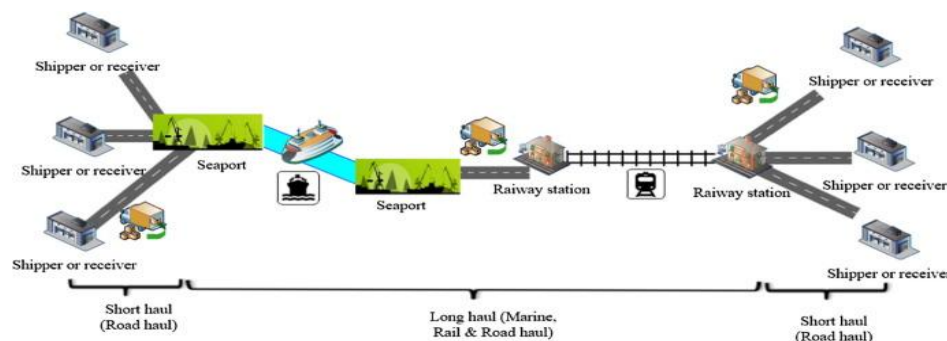 Shipper or receiver
Shipper or receiver
Shipper or receiver
Seaport
Seaport
Raiway station
Raiway station
Shipper or receiver
Shipper or receiver
Shipper or receiver
Short haul
(Road haul)
Long haul (Marine,
Rail & Road haul)
Short haul
(Road haul)